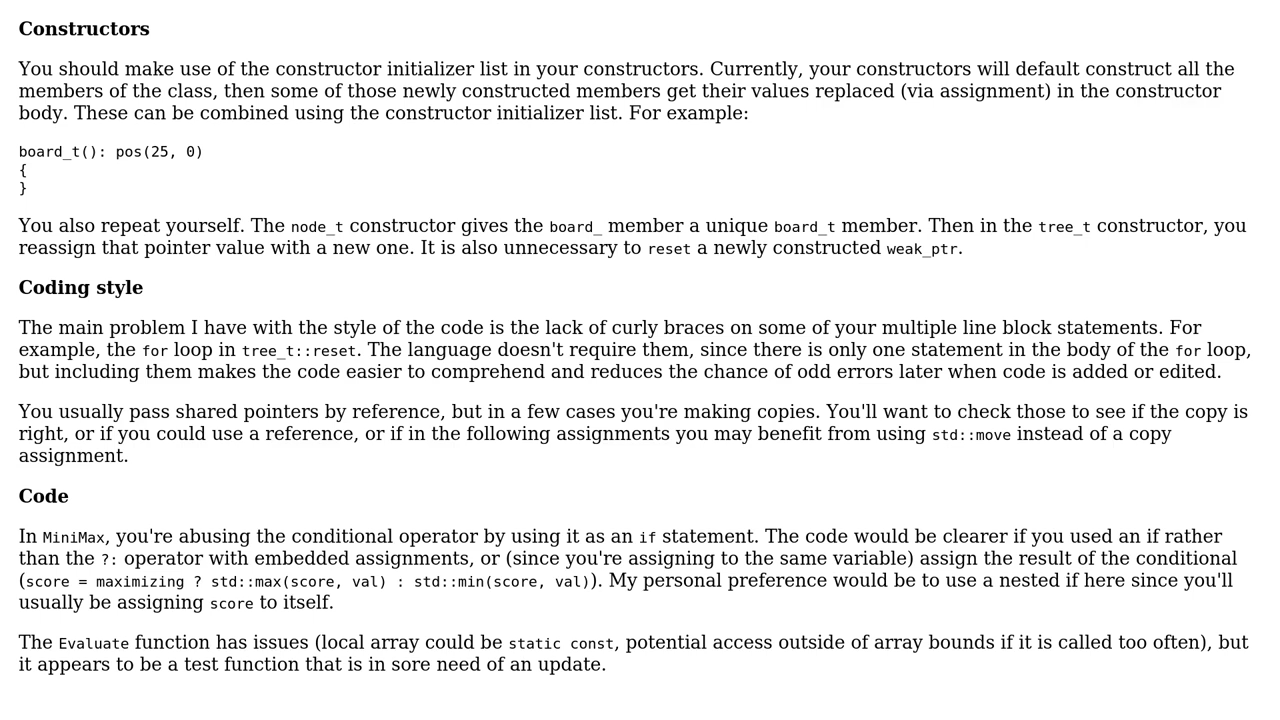 Constructors
You should make use of the constructor initializer list in your constructors. Currently, your constructors will default construct all the
members of the class, then some of those newly constructed members get their values replaced (via assignment) in the constructor
body. These can be combined using the constructor initializer list. For example:
board_t(): pos(25, 0)
{
}
You also repeat yourself. The node_t constructor gives the board_ member a unique board_t member. Then in the tree_t constructor, you
reassign that pointer value with a new one. It is also unnecessary to reset a newly constructed weak_ptr.
Coding style
The main problem I have with the style of the code is the lack of curly braces on some of your multiple line block statements. For
example, the for loop in tree_t::reset. The language doesn't require them, since there is only one statement in the body of the for loop,
but including them makes the code easier to comprehend and reduces the chance of odd errors later when code is added or edited.
You usually pass shared pointers by reference, but in a few cases you're making copies. You'll want to check those to see if the copy is
right, or if you could use a reference, or if in the following assignments you may benefit from using std::move instead of a copy
assignment.
Code
In MiniMax, you're abusing the conditional operator by using it as an if statement. The code would be clearer if you used an if rather
than the ?: operator with embedded assignments, or (since you're assigning to the same variable) assign the result of the conditional
(score = maximizing ? std::max(score, val) : std::min(score, val)). My personal preference would be to use a nested if here since you'll
usually be assigning score to itself.
The Evaluate function has issues (local array could be static const, potential access outside of array bounds if it is called too often), but
it appears to be a test function that is in sore need of an update.